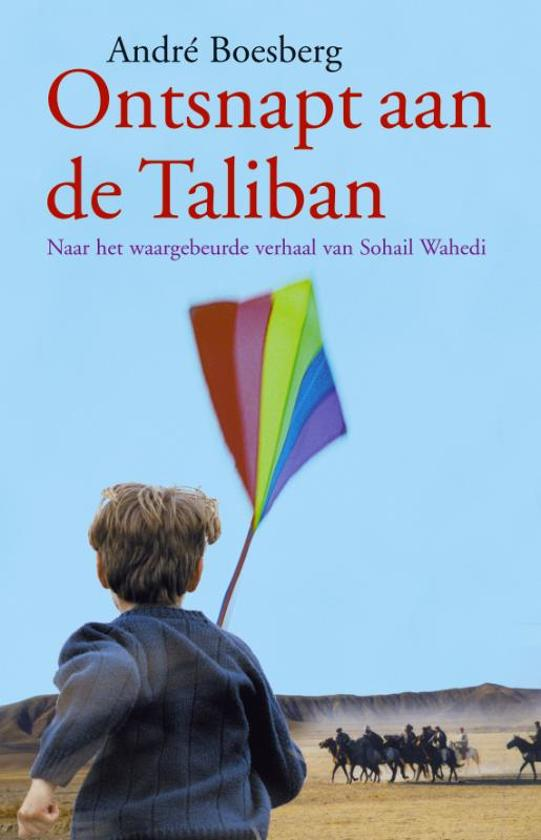 André Boesberg
Ontsnapt aan
de Taliban
Naar het waargebeurde verhaal van Sohail Wahedi